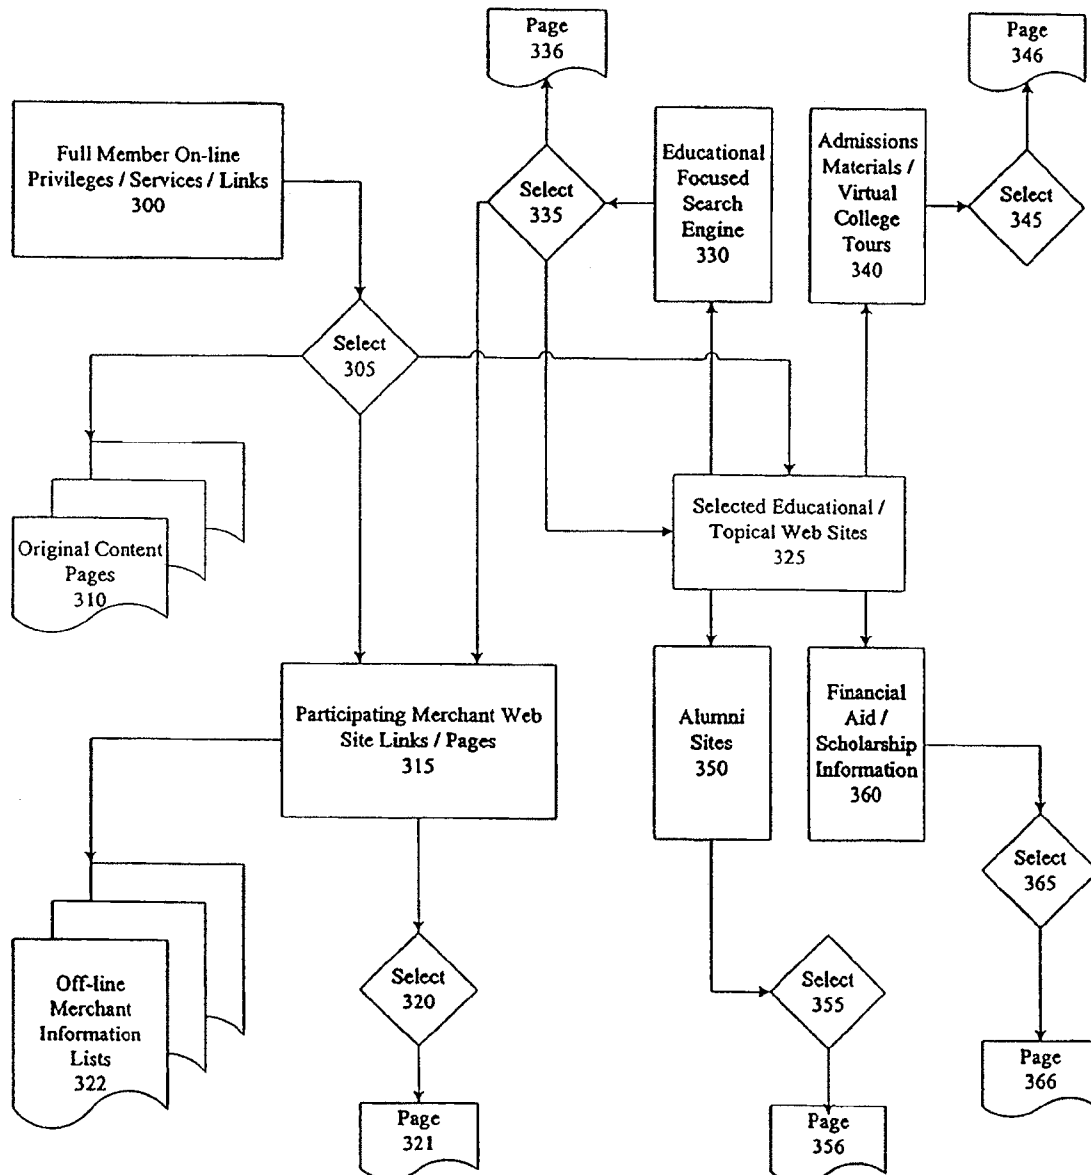 Page
336
Page
346
Full Member On-line
Privileges / Services / Links
300
Select
335
Educational
Focused
Search
Engine
330
Admissions
Materials /
Virtual
College
Tours
340
Select
345
Select
305
Original Content
Pages
310
Selected Educational /
Topical Web Sites
325
Participating Merchant Web
Site Links / Pages
315
Alumni
Sites
350
Financial
Aid /
Scholarship
Information
360
Select
365
Off-line
Merchant
Information
Lists
322
Select
320
Select
355
Page
321
Page
356
Page
366